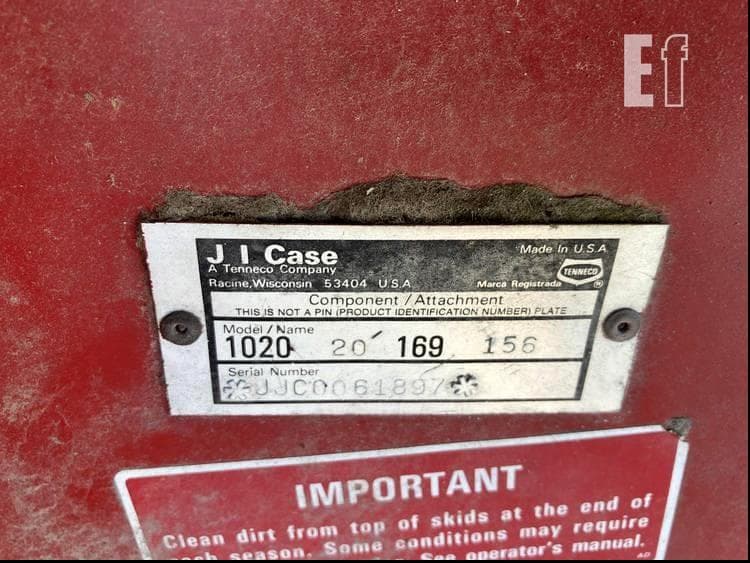 Ef
J I Case
A Tenneco Company
Racine, Wisconsin 53404 U.S.A.
Made In U.S.A.
TENNECO
Marca Registrada ®
Component / Attachment
THIS IS NOT A PIN (PRODUCT IDENTIFICATION NUMBER) PLATE
Model / Name
1020 20' 169 156
Serial Number
*JJC0061897*
IMPORTANT
Clean dirt from top of skids at the end of
each season. Some conditions may require
See operator's manual.